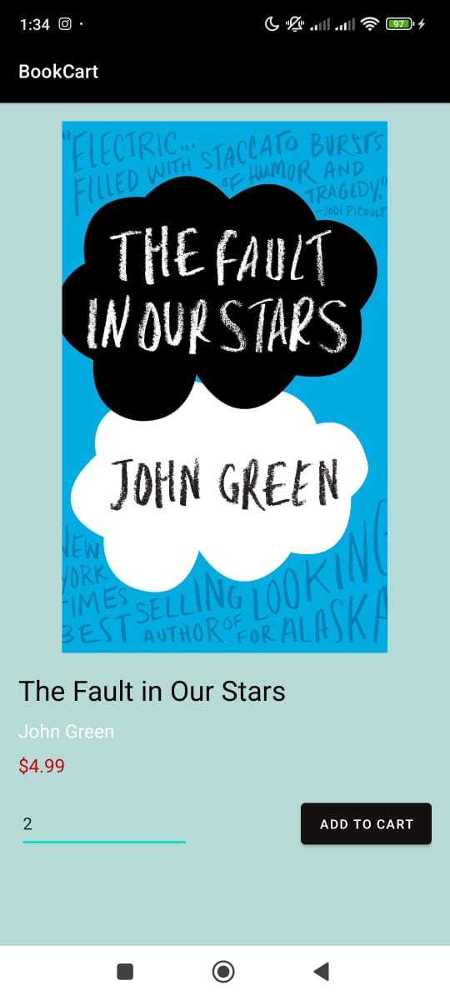 1:34
97
BookCart
"ELECTRIC...
STACCATO BURSTS
FILLED WITH
OF HUMOR AND
TRAGEDY."
–JODI PICOULT
THE FAULT
IN OUR STARS
JOHN GREEN
NEW
YORK
TIMES
BEST SELLING
AUTHOR OF
LOOKING
FOR ALASKA
The Fault in Our Stars
John Green
$4.99
2
ADD TO CART